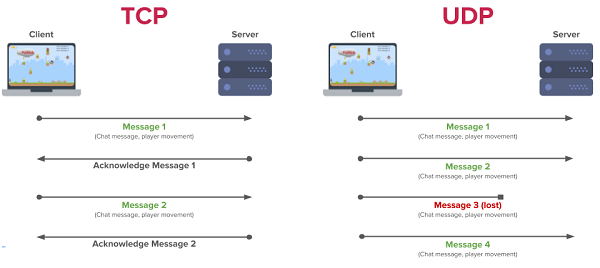 TCP
Client
Server
Message 1
(Chat message, player movement)
Acknowledge Message 1
Message 2
(Chat message, player movement)
Acknowledge Message 2
UDP
Client
Server
Message 1
(Chat message, player movement)
Message 2
(Chat message, player movement)
Message 3 (lost)
(Chat message, player movement)
Message 4
(Chat message, player movement)